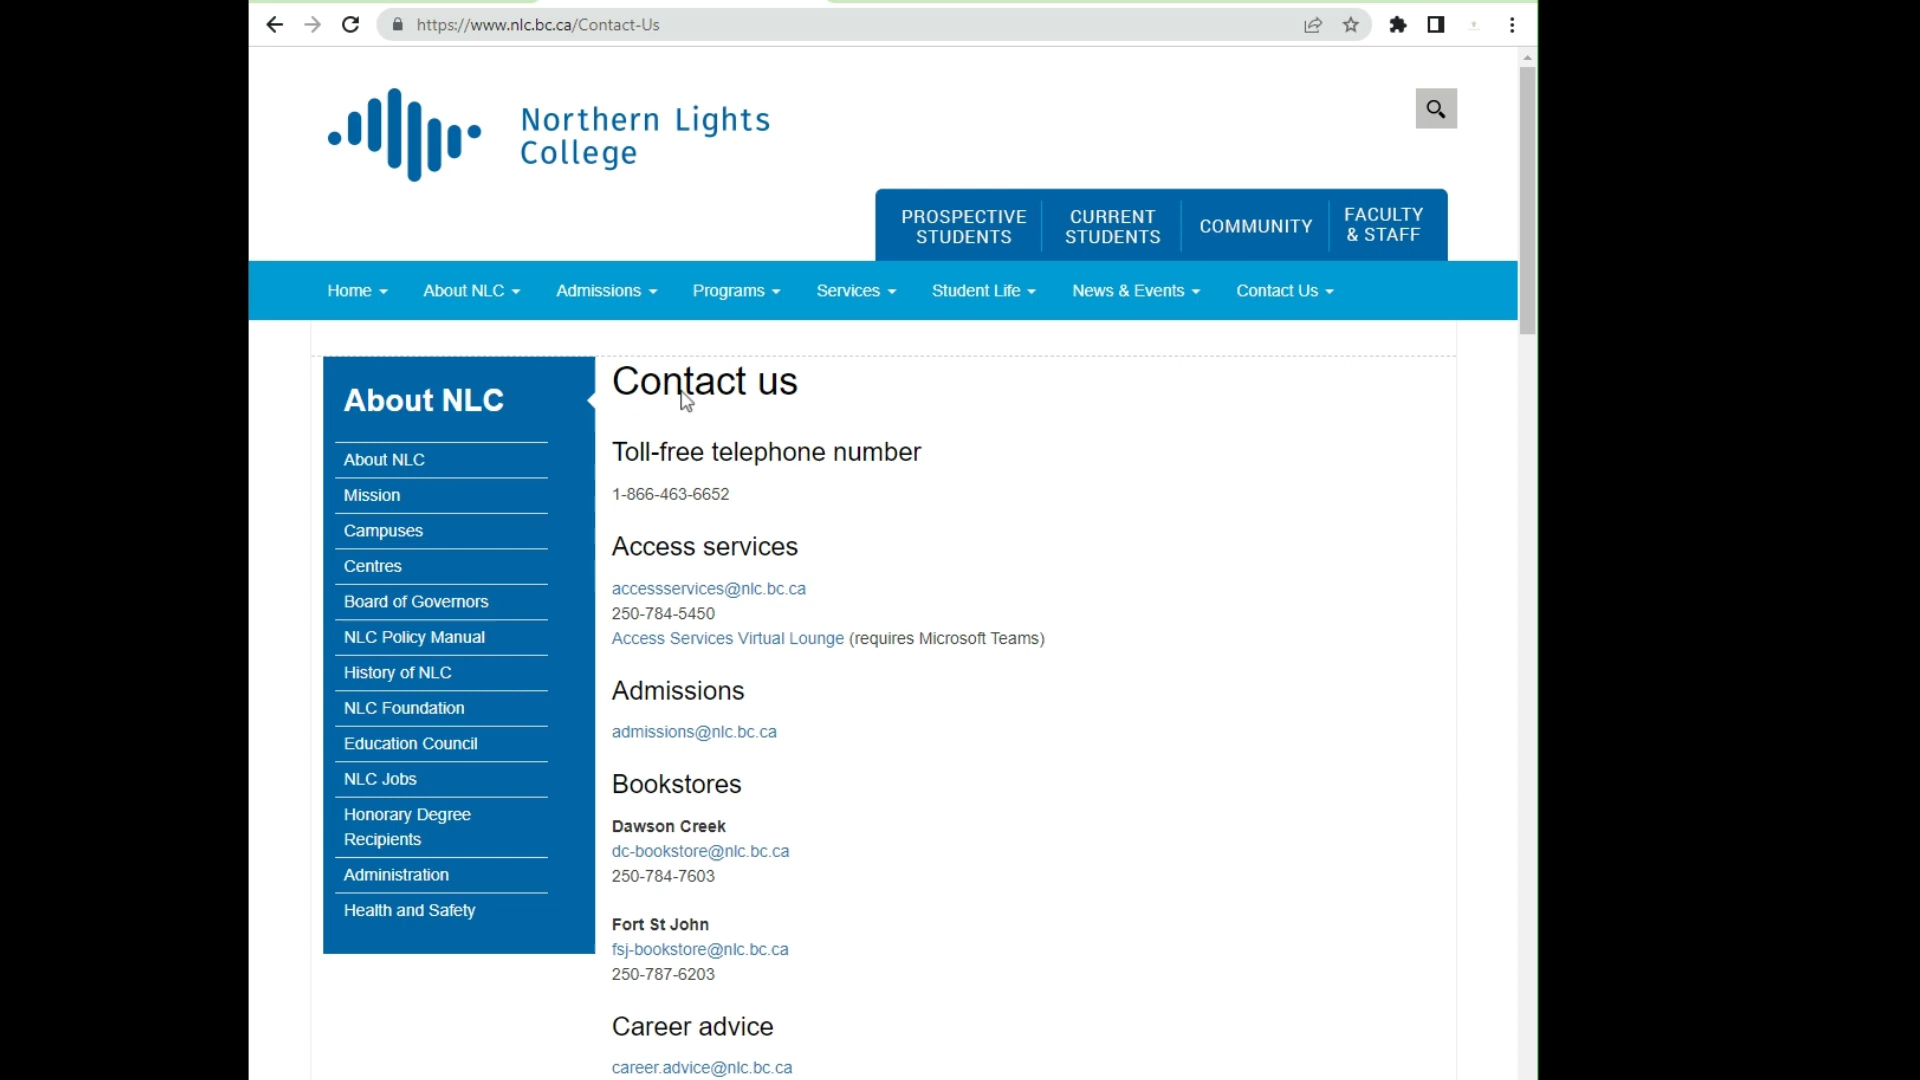 https://www.nlc.bc.ca/Contact-Us
Northern Lights
College
PROSPECTIVE
STUDENTS
CURRENT
STUDENTS
COMMUNITY
FACULTY
& STAFF
Home
About NLC
Admissions
Programs
Services
Student Life
News & Events
Contact Us
About NLC
About NLC
Mission
Campuses
Centres
Board of Governors
NLC Policy Manual
History of NLC
NLC Foundation
Education Council
NLC Jobs
Honorary Degree
Recipients
Administration
Health and Safety
Contact us
Toll-free telephone number
1-866-463-6652
Access services
accessservices@nlc.bc.ca
250-784-5450
Access Services Virtual Lounge (requires Microsoft Teams)
Admissions
admissions@nlc.bc.ca
Bookstores
Dawson Creek
dc-bookstore@nlc.bc.ca
250-784-7603
Fort St John
fsj-bookstore@nlc.bc.ca
250-787-6203
Career advice
career.advice@nlc.bc.ca